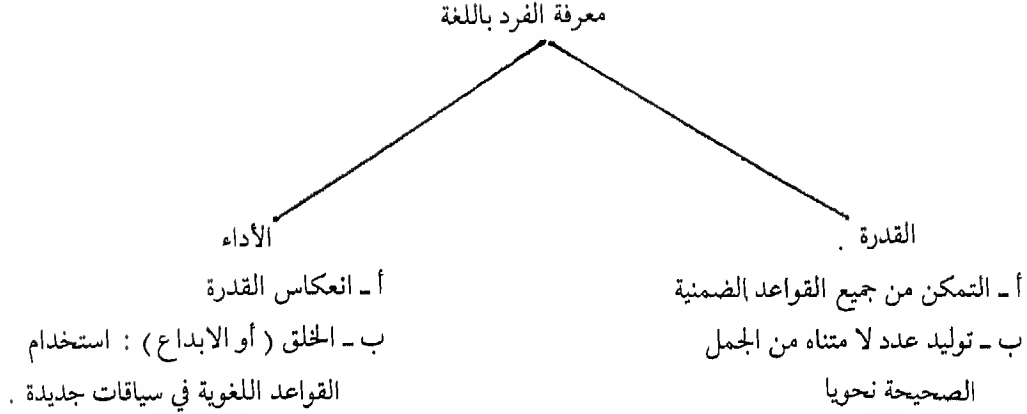 معرفة الفرد باللغة
القدرة .
أ ـ التمكن من جميع القواعد الضمنية
ب ـ توليد عدد لا متناه من الجمل
الصحيحة نحويا
الأداء
أ ـ انعكاس القدرة
ب ـ الخلق ( أو الابداع ) : استخدام
القواعد اللغوية في سياقات جديدة .